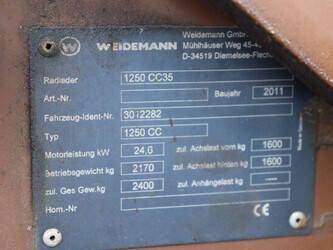 WEIDEMANN
Weidemann GmbH
Mühlhäuser Weg 45-4
D-34519 Diemelsee-Flech
Radlader 1250 CC35
Art.-Nr. Baujahr 2011
Fahrzeug-Ident-Nr. 3012282
Typ 1250 CC
Motorleistung kW 24,6 zul. Achslast vorn kg 1600
Betriebsgewicht kg 2170 zul. Achslast hinten kg 1600
zul. Ges Gew.kg 2400 zul. Anhängelast kg
Hom.-Nr. CE